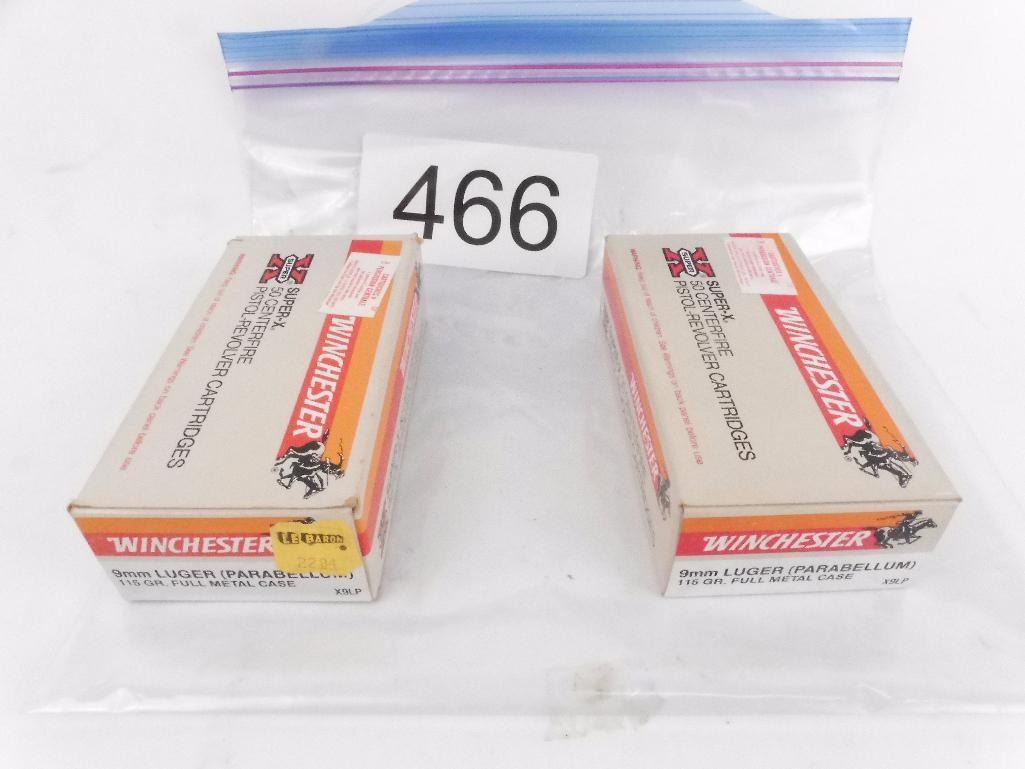 466
X
SUPER
SUPER-X®
50 CENTERFIRE
PISTOL-REVOLVER CARTRIDGES
WINCHESTER
WINCHESTER
LE BARON
9mm LUGER (PARABELLUM)
115 GR. FULL METAL CASE
X9LP
X
SUPER
SUPER-X®
50 CENTERFIRE
PISTOL-REVOLVER CARTRIDGES
WINCHESTER
®
WINCHESTER
WINCHESTER
®
9mm LUGER (PARABELLUM)
115 GR. FULL METAL CASE
X9LP